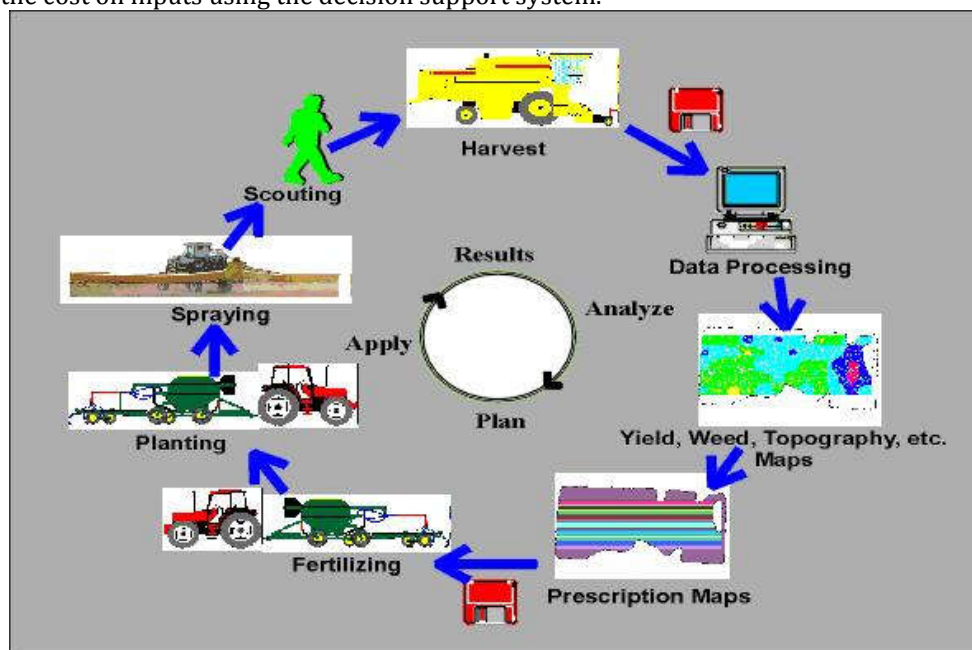 the cost on inputs using the decision support system.
Harvest
Scouting
Data Processing
Results
Spraying
Analyze
Apply
Planting
Plan
Yield, Weed, Topography, etc.
Maps
Fertilizing
Prescription Maps